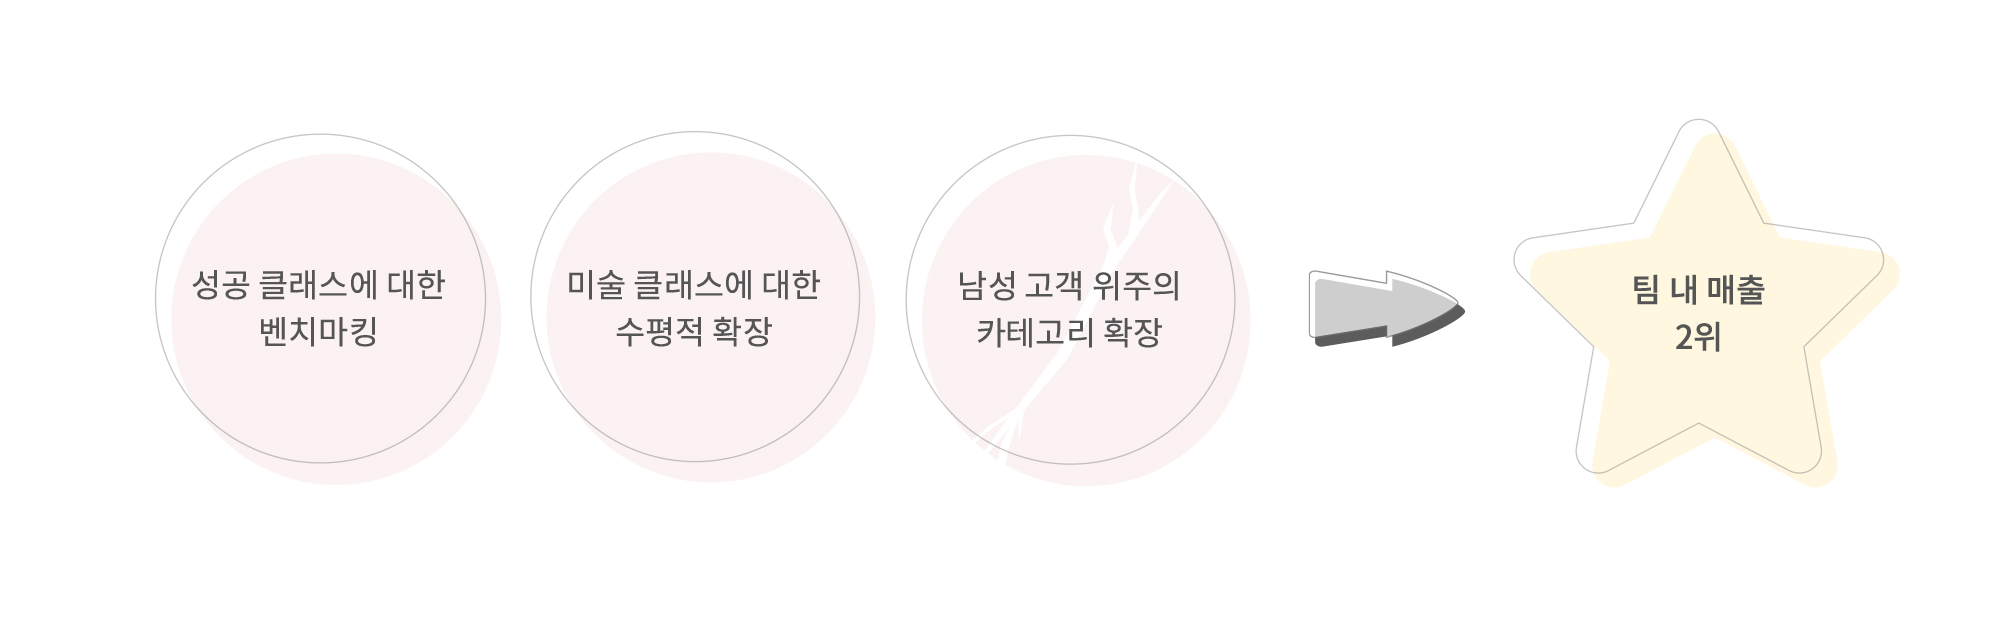 성공 클래스에 대한
벤치마킹
미술 클래스에 대한
수평적 확장
남성 고객 위주의
카테고리 확장
팀 내 매출
2위